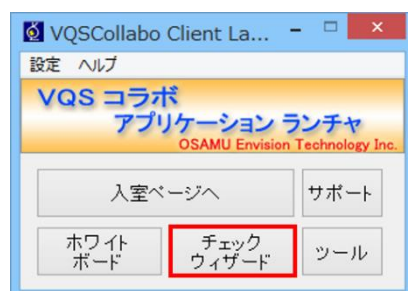 VQSCollabo Client La...
設定 ヘルプ
VQS コラボ
アプリケーション ランチャ
OSAMU Envision Technology Inc.
入室ページへ
サポート
ホワイト
ボード
チェック
ウィザード
ツール